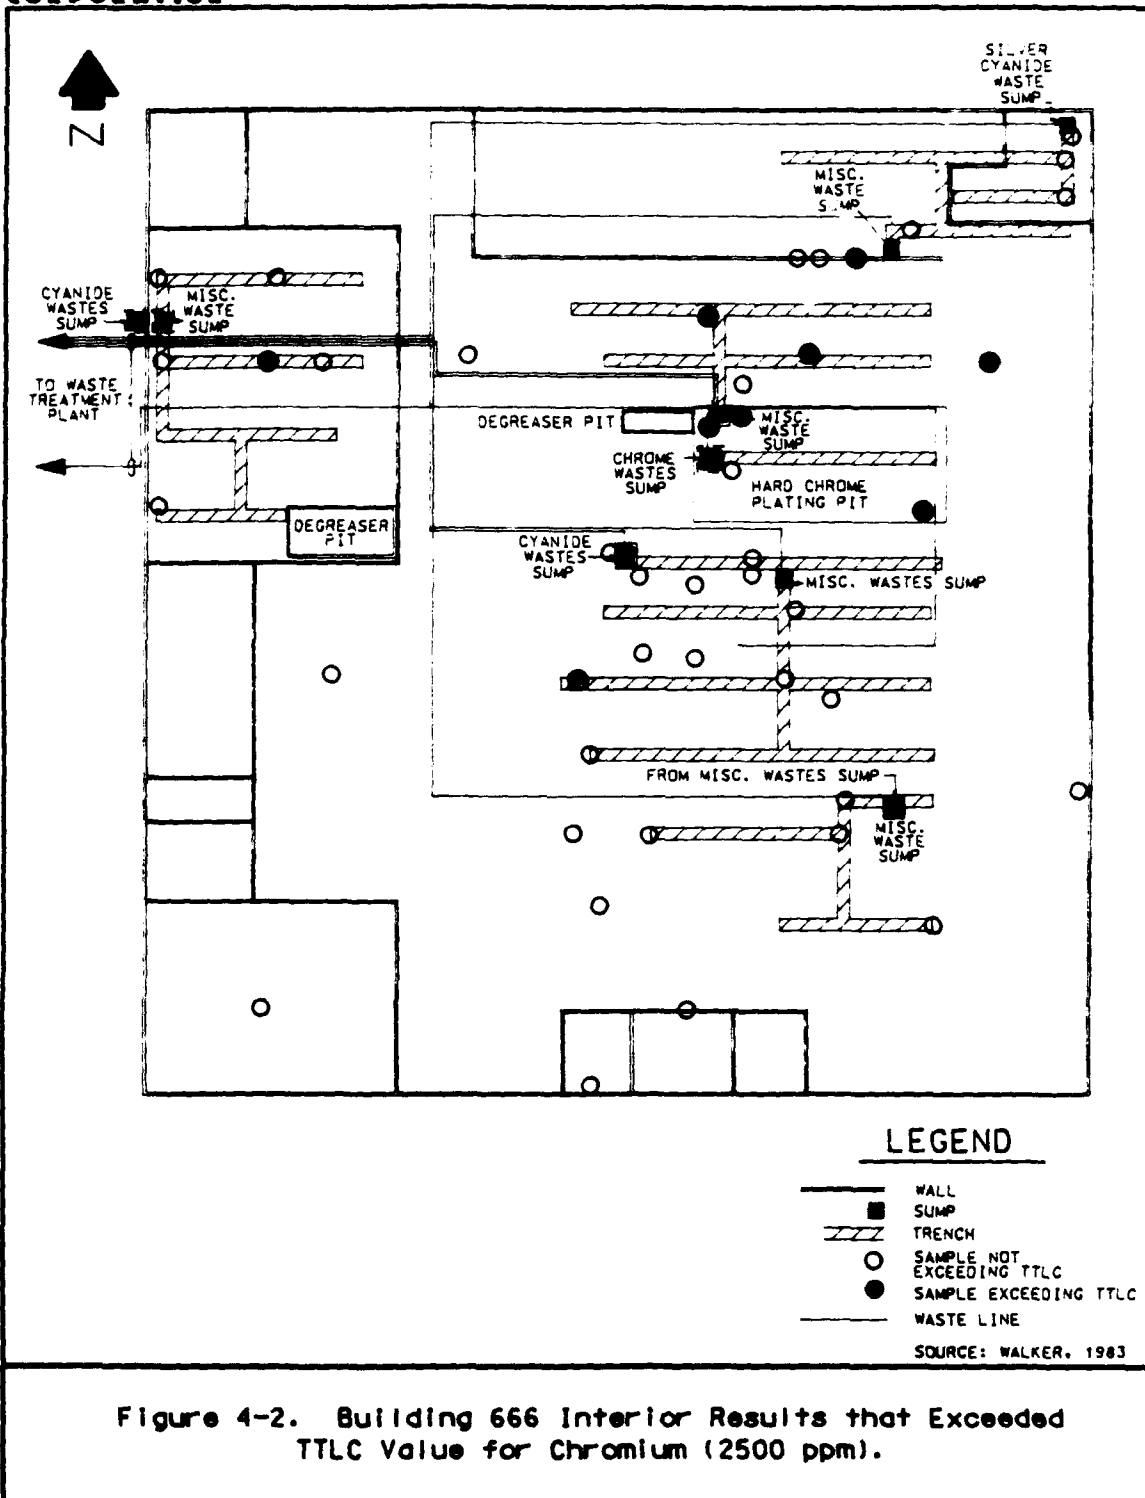 N
SILVER
CYANIDE
WASTE
SUMP
MISC.
WASTE
SUMP
CYANIDE
WASTES
SUMP
MISC.
WASTE
SUMP
TO WASTE
TREATMENT
PLANT
DEGREASER PIT
MISC.
WASTE
SUMP
CHROME
WASTES
SUMP
HARD CHROME
PLATING PIT
DEGREASER
PIT
CYANIDE
WASTES
SUMP
MISC. WASTES SUMP
FROM MISC. WASTES SUMP
MISC.
WASTE
SUMP
LEGEND
WALL
SUMP
TRENCH
SAMPLE NOT
EXCEEDING TTLC
SAMPLE EXCEEDING TTLC
WASTE LINE
SOURCE: WALKER, 1983
Figure 4-2. Building 666 Interior Results that Exceeded
TTLC Value for Chromium (2500 ppm).